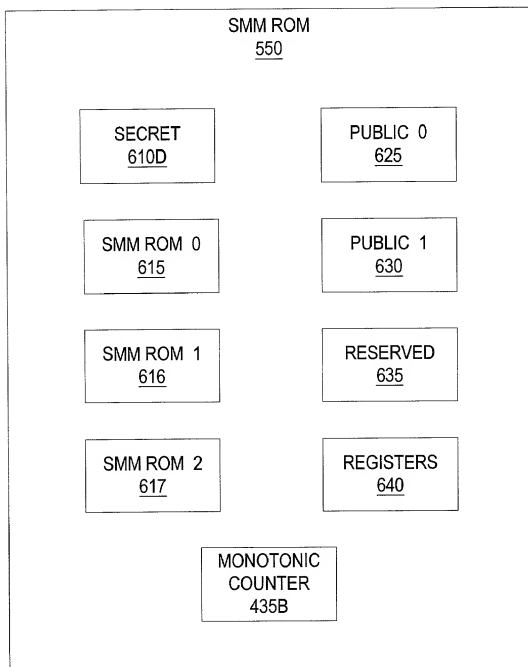 SMM ROM
550
SECRET
610D
PUBLIC 0
625
SMM ROM 0
615
PUBLIC 1
630
SMM ROM 1
616
RESERVED
635
SMM ROM 2
617
REGISTERS
640
MONOTONIC
COUNTER
435B